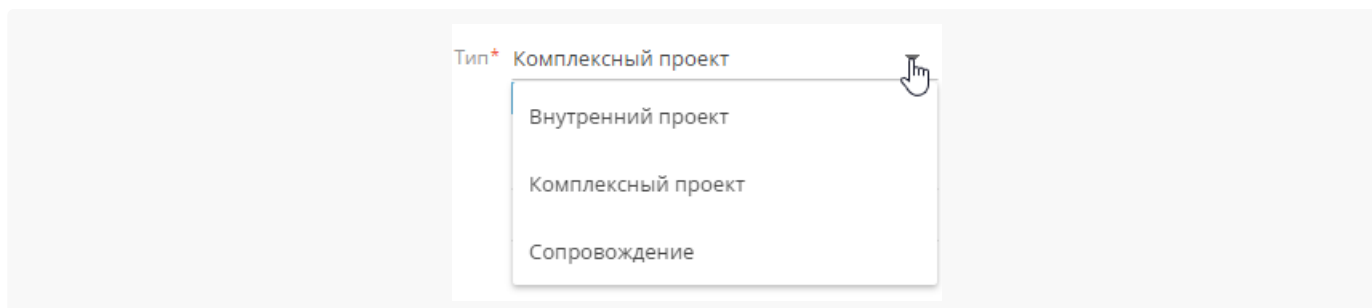 Тип* Комплексный проект
Внутренний проект
Комплексный проект
Сопровождение